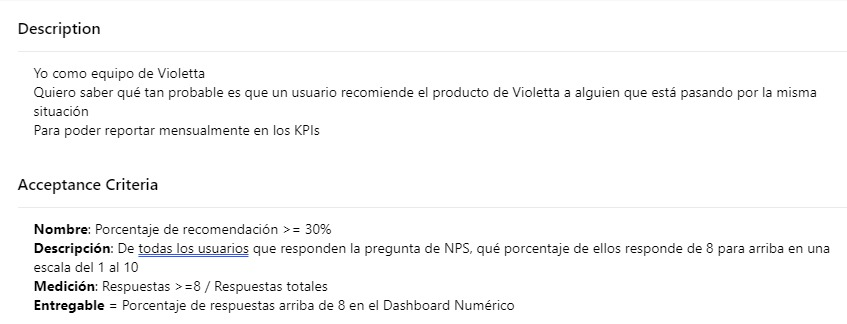 Description
Yo como equipo de Violetta
Quiero saber qué tan probable es que un usuario recomiende el producto de Violetta a alguien que está pasando por la misma
situación
Para poder reportar mensualmente en los KPIs
Acceptance Criteria
Nombre: Porcentaje de recomendación >= 30%
Descripción: De todas los usuarios que responden la pregunta de NPS, qué porcentaje de ellos responde de 8 para arriba en una
escala del 1 al 10
Medición: Respuestas >=8 / Respuestas totales
Entregable = Porcentaje de respuestas arriba de 8 en el Dashboard Numérico